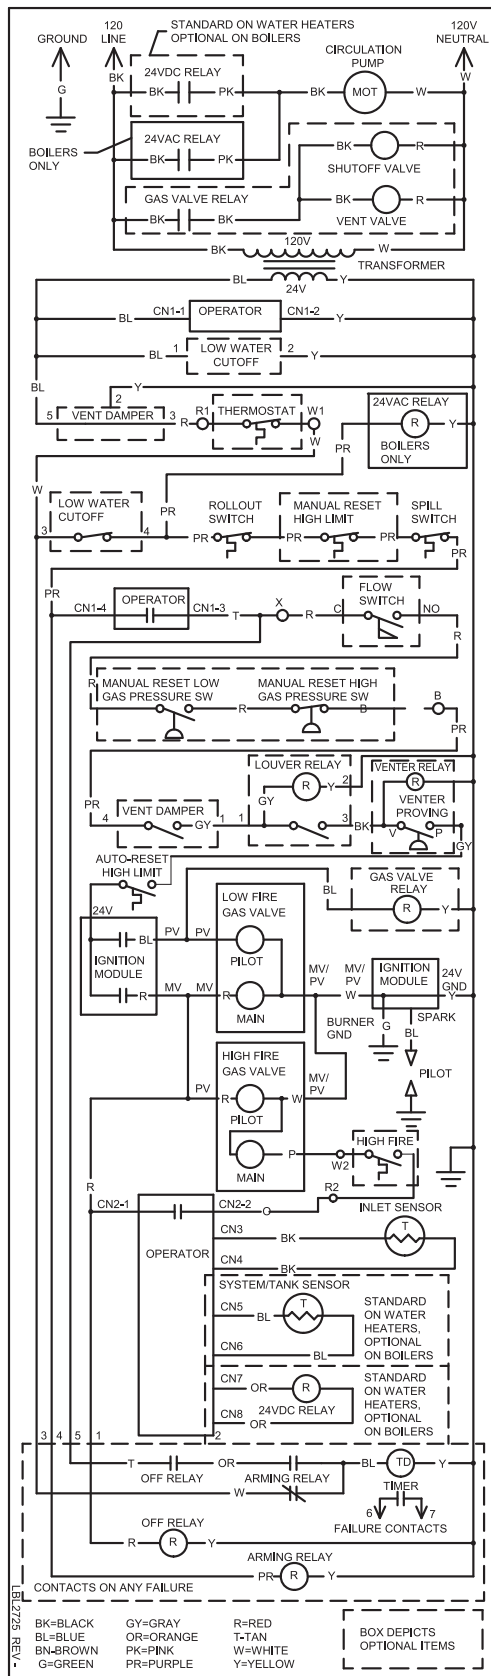 GROUND
120
LINE
STANDARD ON WATER HEATERS
OPTIONAL ON BOILERS
120V
NEUTRAL
CIRCULATION
PUMP
BK
G
W
24VDC RELAY
BK
PK
BK
MOT
W
BOILERS
ONLY
24VAC RELAY
BK
PK
BK
R
SHUTOFF VALVE
GAS VALVE RELAY
BK
BK
BK
R
VENT VALVE
BK
120V
W
TRANSFORMER
BL
24V
Y
BL
CN1-1
OPERATOR
CN1-2
Y
BL
1
LOW WATER
CUTOFF
2
Y
BL
2
Y
5
VENT DAMPER
3
R
R1
THERMOSTAT
W1
W
24VAC RELAY
R
Y
BOILERS
ONLY
PR
W
PR
3
LOW WATER
CUTOFF
4
ROLLOUT
SWITCH
MANUAL RESET
HIGH LIMIT
SPILL
SWITCH
PR
PR
PR
PR
PR
CN1-4
OPERATOR
CN1-3
T
X
R
C
FLOW
SWITCH
NO
R
R
MANUAL RESET LOW
GAS PRESSURE SW
MANUAL RESET HIGH
GAS PRESSURE SW
R
B
B
PR
PR
4
VENT DAMPER
GY
1
1
LOUVER RELAY
R
Y
2
GY
3
BK
VENTER RELAY
R
VENTER
PROVING
V
P
GY
AUTO-RESET
HIGH LIMIT
24V
BL
PV
PV
IGNITION
MODULE
R
MV
MV
R
LOW FIRE
GAS VALVE
PILOT
MAIN
BL
GAS VALVE
RELAY
R
Y
MV/
PV
MV/
PV
W
IGNITION
MODULE
24V
GND
Y
BURNER
GND
G
SPARK
BL
PILOT
HIGH FIRE
GAS VALVE
PV
R
PILOT
W
MV/
PV
MAIN
P
W2
HIGH FIRE
R2
R
CN2-1
CN2-2
O
INLET SENSOR
OPERATOR
CN3
BK
T
CN4
BK
SYSTEM/TANK SENSOR
CN5
BL
T
CN6
BL
STANDARD
ON WATER
HEATERS,
OPTIONAL
ON BOILERS
CN7
OR
R
24VDC RELAY
CN8
OR
STANDARD
ON WATER
HEATERS,
OPTIONAL
ON BOILERS
3
4
5
1
2
T
OFF RELAY
OR
ARMING RELAY
BL
TD
Y
TIMER
W
6
7
FAILURE CONTACTS
OFF RELAY
R
R
Y
ARMING RELAY
PR
R
Y
CONTACTS ON ANY FAILURE
LBL2725 REV -
BK=BLACK GY=GRAY R=RED
BL=BLUE OR=ORANGE T-TAN
BN-BROWN PK=PINK W=WHITE
G=GREEN PR=PURPLE Y=YELLOW
BOX DEPICTS
OPTIONAL ITEMS